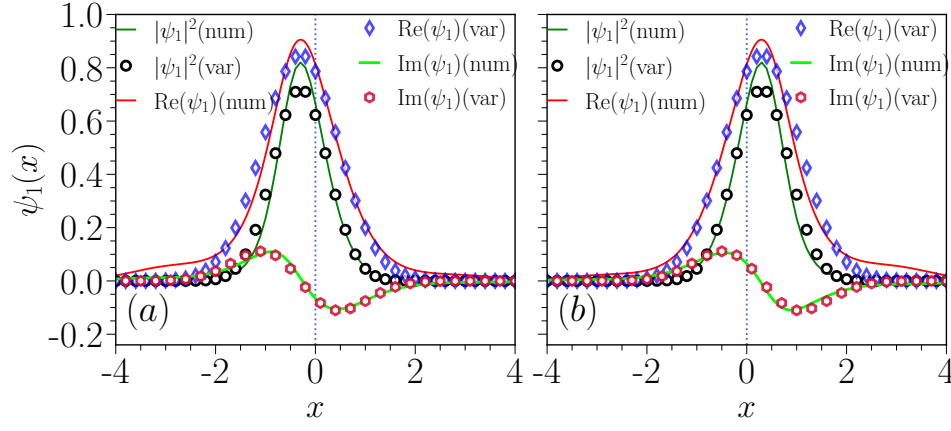 1.0
0.8
0.6
0.4
0.2
0.0
-0.2
ψ₁(x)
|ψ₁|²(num)
|ψ₁|²(var)
Re(ψ₁)(num)
Re(ψ₁)(var)
Im(ψ₁)(num)
Im(ψ₁)(var)
(a)
-4 -2 0 2 4
x
|ψ₁|²(num)
|ψ₁|²(var)
Re(ψ₁)(num)
Re(ψ₁)(var)
Im(ψ₁)(num)
Im(ψ₁)(var)
(b)
-4 -2 0 2 4
x